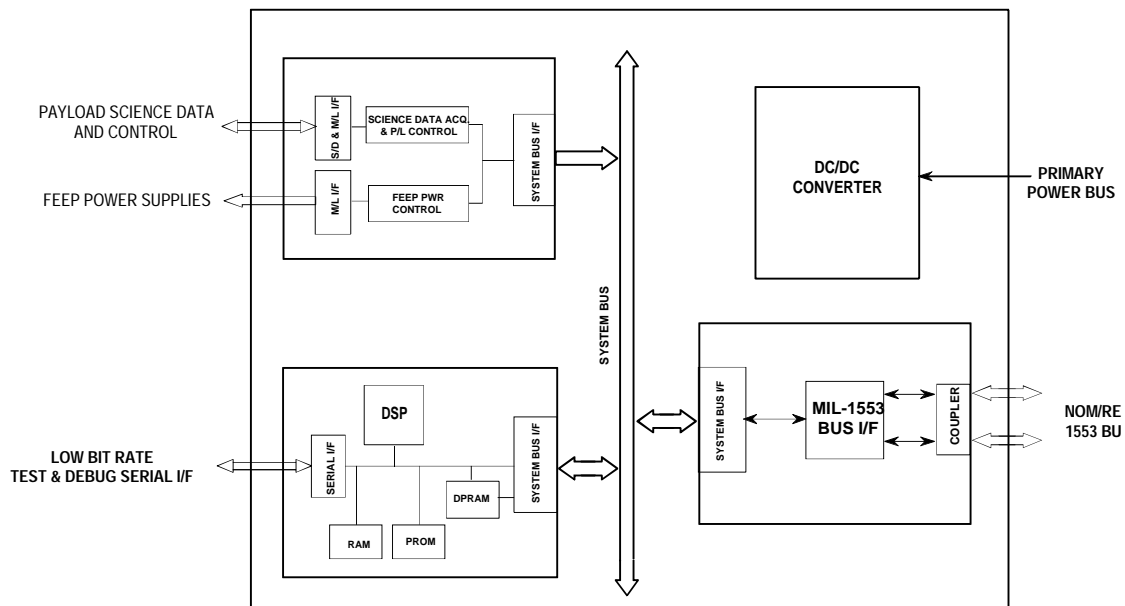 PAYLOAD SCIENCE DATA
AND CONTROL
FEEP POWER SUPPLIES
S/D & M/L I/F
SCIENCE DATA ACQ.
& P/L CONTROL
M/L I/F
FEEP PWR
CONTROL
SYSTEM BUS I/F
SYSTEM BUS
DC/DC
CONVERTER
PRIMARY
POWER BUS
LOW BIT RATE
TEST & DEBUG SERIAL I/F
SERIAL I/F
DSP
RAM
PROM
DPRAM
SYSTEM BUS I/F
SYSTEM BUS I/F
MIL-1553
BUS I/F
COUPLER
NOM/RE
1553 BU